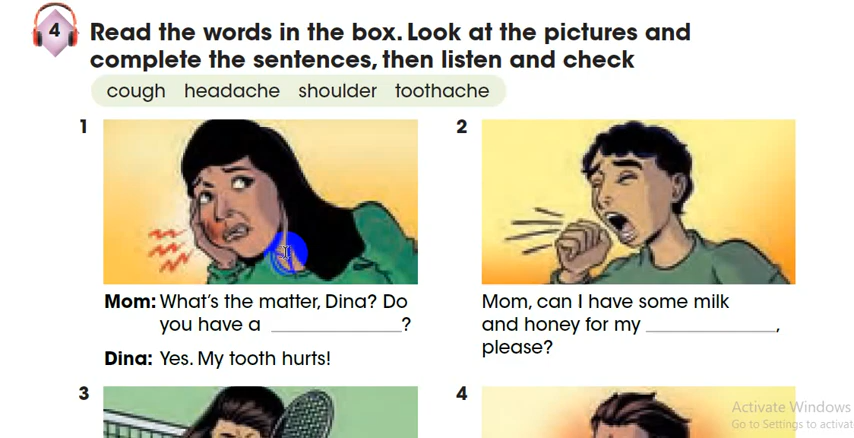 4 Read the words in the box. Look at the pictures and
complete the sentences, then listen and check
cough headache shoulder toothache
1
2
Mom: What's the matter, Dina? Do
you have a ____________?
Dina: Yes. My tooth hurts!
Mom, can I have some milk
and honey for my ____________,
please?
3
4
Activate Windows
Go to Settings to activat